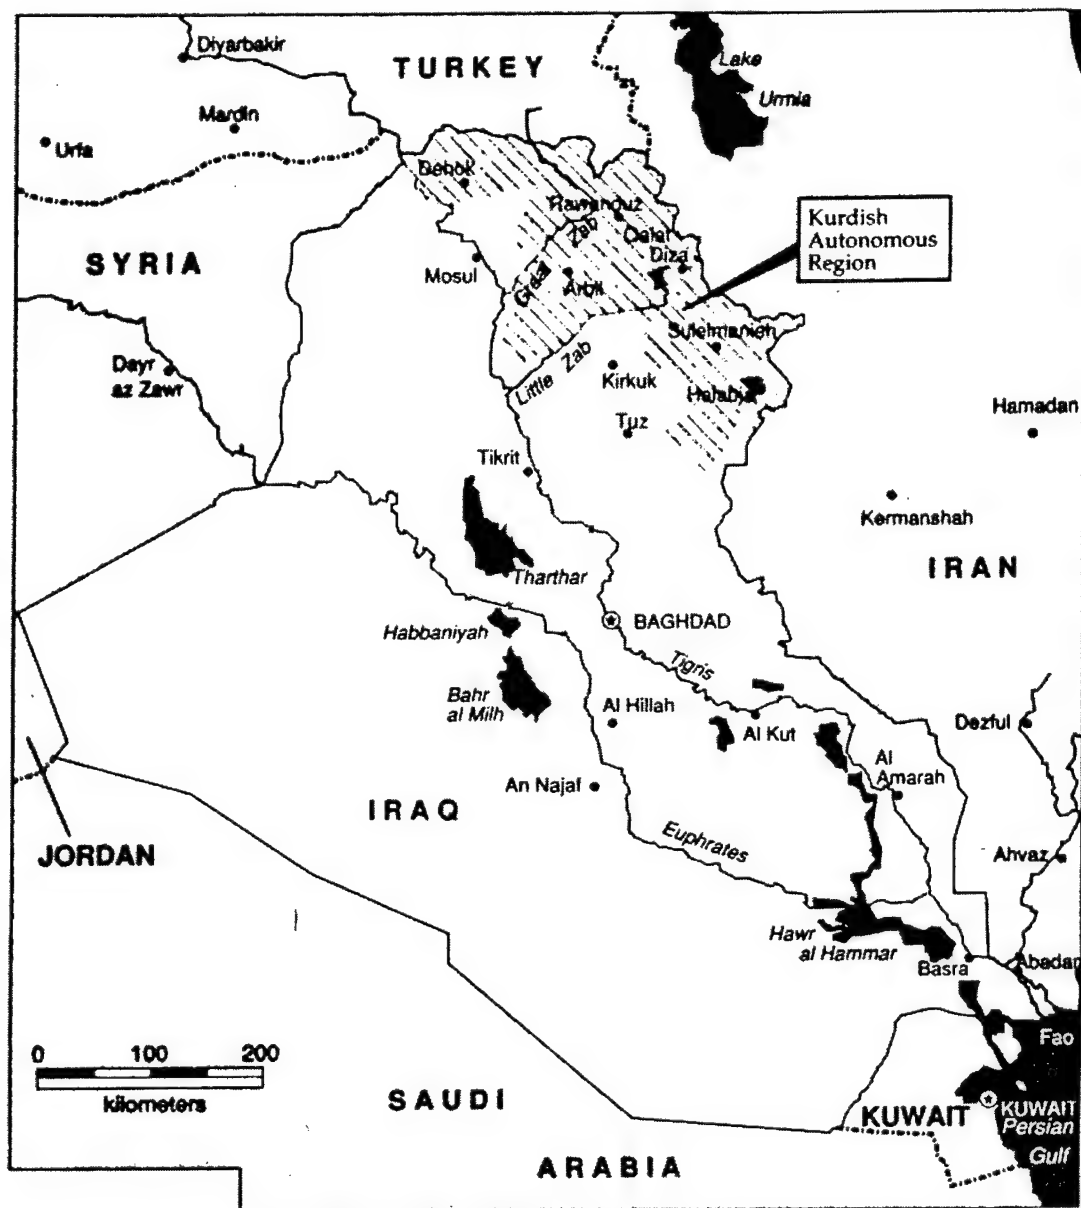 Diyarbakir
TURKEY
Lake
Urmia
Mardin
Urfa
Dehok
Rawanduz
Kurdish
Autonomous
Region
Zab
Qalat
Diza
SYRIA
Mosul
Great
Arbil
Suleimanieh
Dayr
az Zawr
Little Zab
Kirkuk
Halabja
Hamadan
Tuz
Tikrit
Kermanshah
IRAN
Tharthar
BAGHDAD
Habbaniyah
Tigris
Bahr
al Milh
Al Hillah
Al Kut
Dezful
Al
Amarah
An Najaf
IRAQ
Euphrates
JORDAN
Ahvaz
Hawr
al Hammar
Basra
Abadan
0 100 200
kilometers
Fao
SAUDI
KUWAIT
KUWAIT
Persian
Gulf
ARABIA